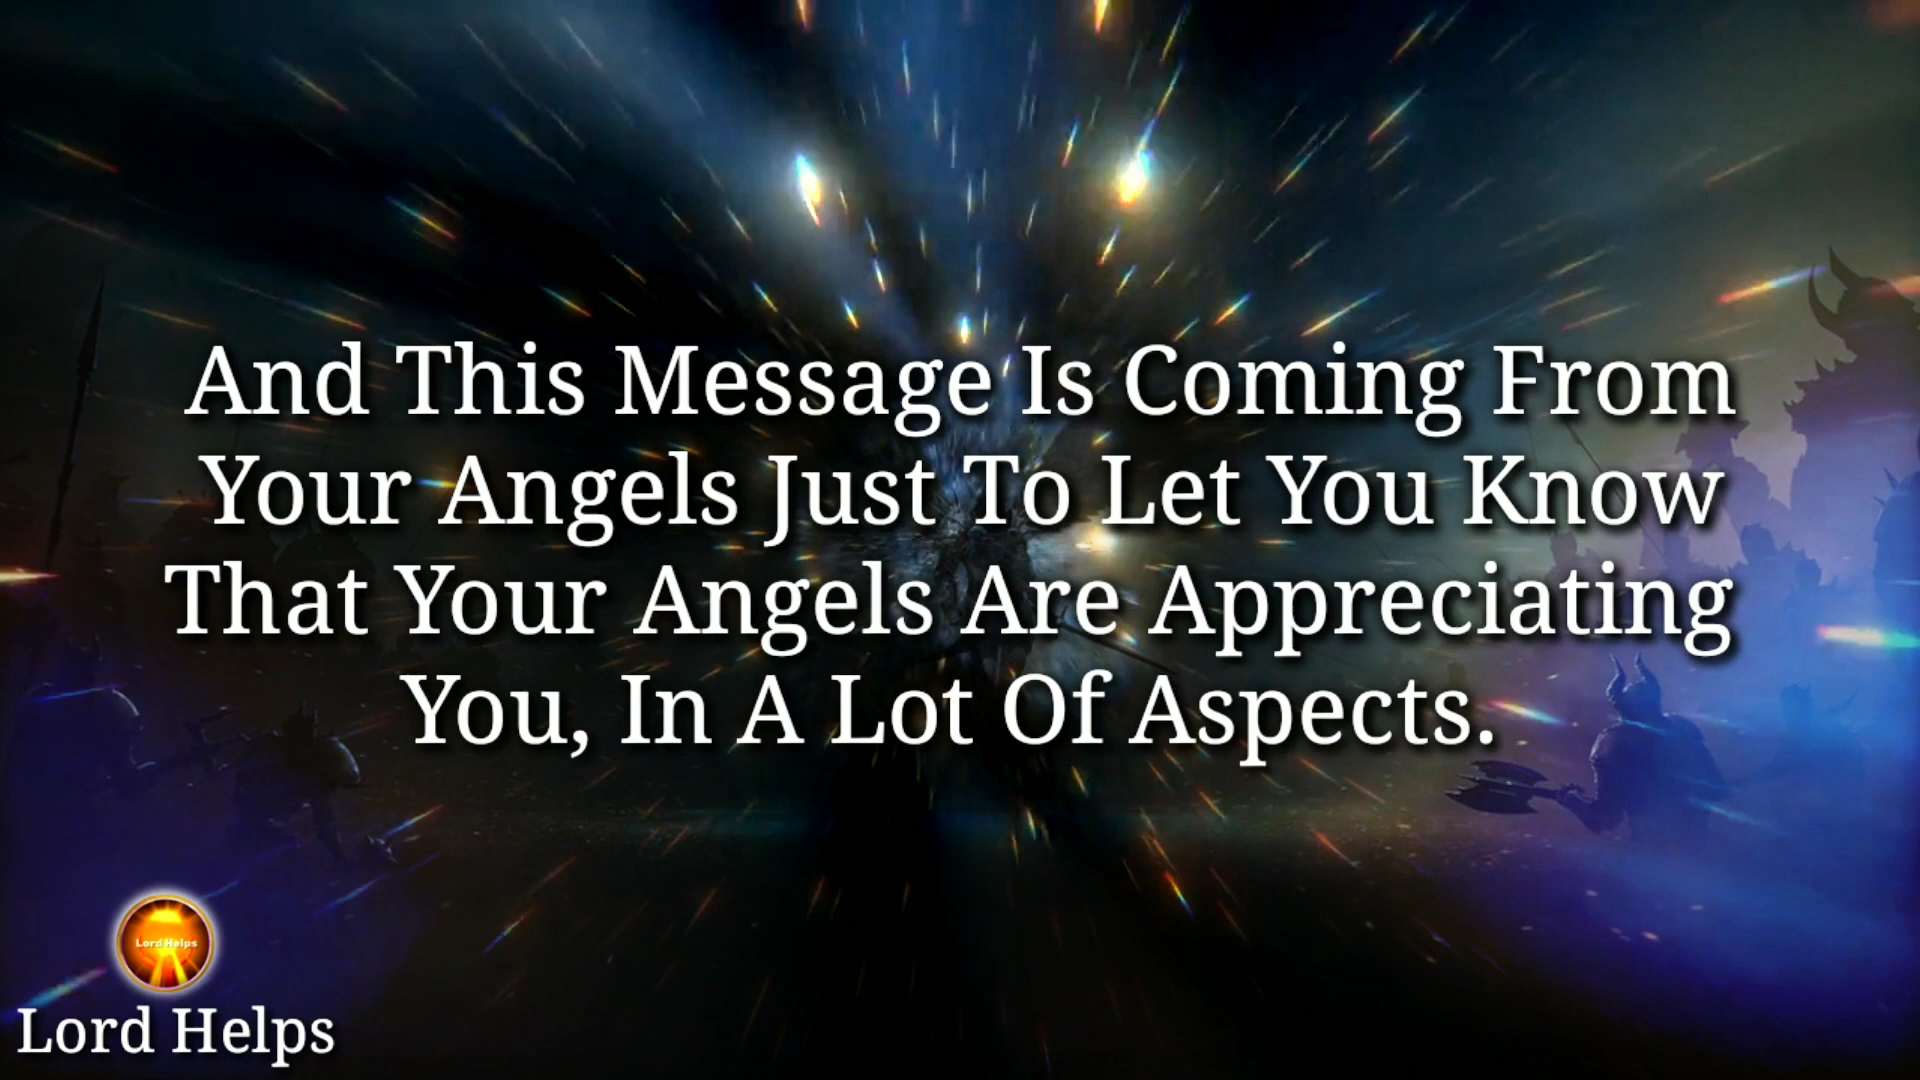 And This Message Is Coming From
Your Angels Just To Let You Know
That Your Angels Are Appreciating
You, In A Lot Of Aspects.
Lord Helps
Lord Helps